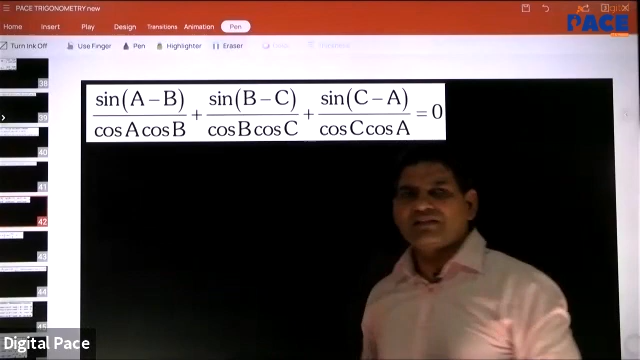 PACE TRIGONOMETRY new
Home Insert Play Design Transitions Animation Pen
Turn Ink Off Use Finger Pen Highlighter Eraser
PACE
38
39
40
41
42
43
44
45
sin(A−B)/cosAcosB + sin(B−C)/cosBcosC + sin(C−A)/cosCcosA = 0
Digital Pace